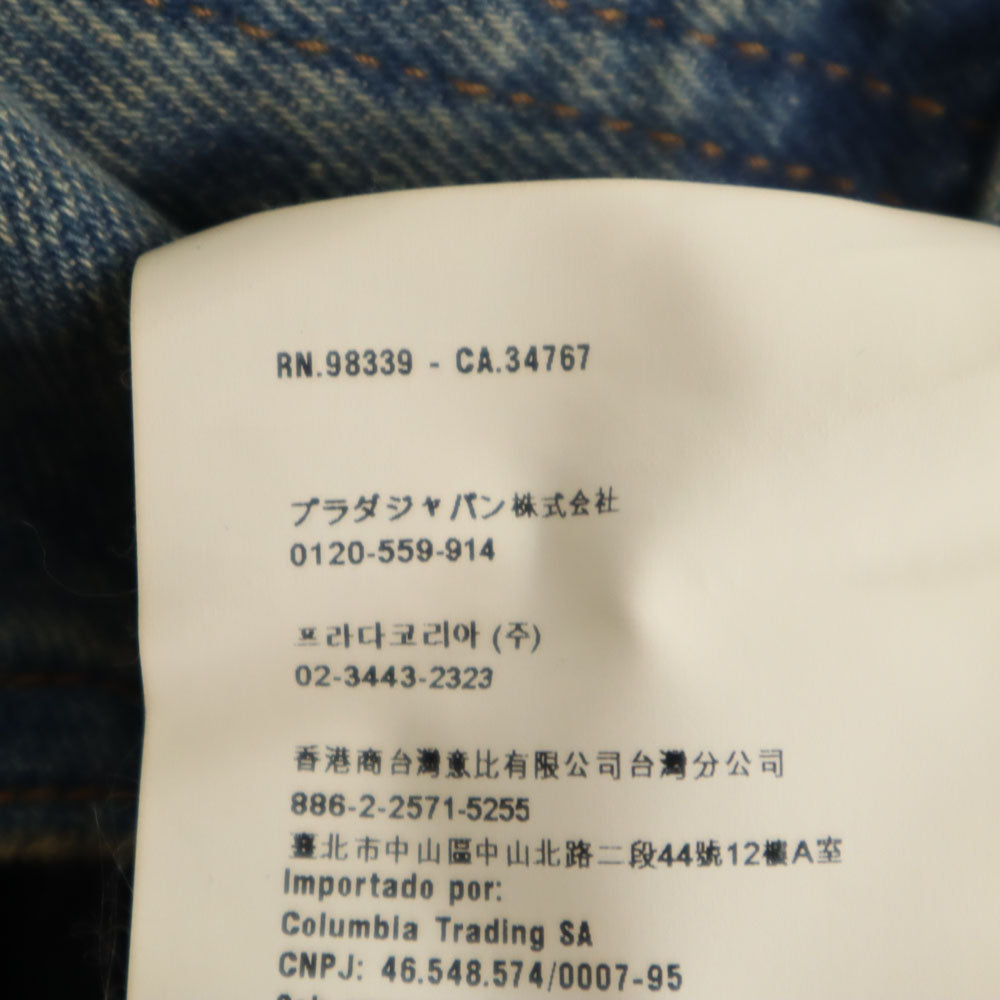 RN.98339 - CA.34767
プラダジャパン株式会社
0120-559-914
프라다코리아 (주)
02-3443-2323
香港商台灣意比有限公司台灣分公司
886-2-2571-5255
臺北市中山區中山北路二段44號12樓A室
Importado por:
Columbla Trading SA
CNPJ: 46.548.574/0007-95